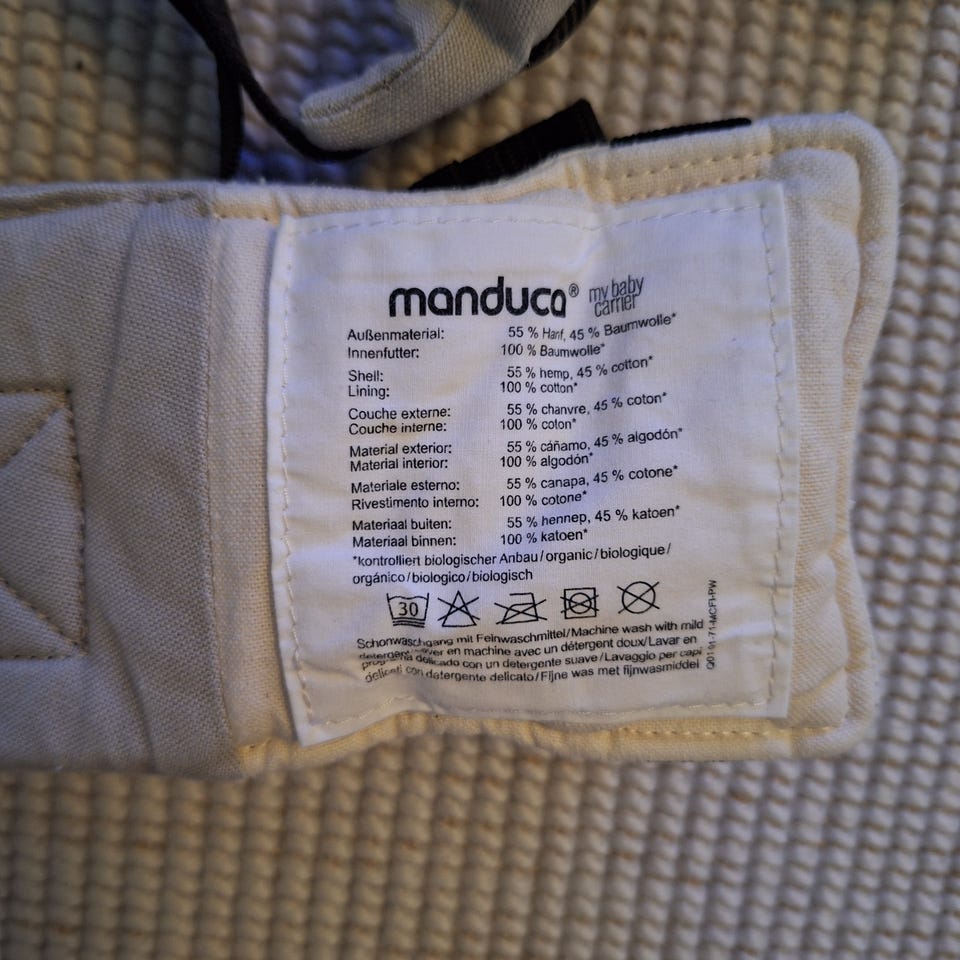 manduca® my baby
carrier
Außenmaterial: 55 % Hanf, 45 % Baumwolle*
Innenfutter: 100 % Baumwolle*
Shell: 55 % hemp, 45 % cotton*
Lining: 100 % cotton*
Couche externe: 55 % chanvre, 45 % coton*
Couche interne: 100 % coton*
Material exterior: 55 % cáñamo, 45 % algodón*
Material interior: 100 % algodón*
Materiale esterno: 55 % canapa, 45 % cotone*
Rivestimento interno: 100 % cotone*
Materiaal buiten: 55 % hennep, 45 % katoen*
Materiaal binnen: 100 % katoen*
*kontrolliert biologischer Anbau/organic/biologique/
orgánico/biologico/biologisch
30
Schonwaschgang mit Feinwaschmittel/Machine wash with mild
detergent/Laver en machine avec un détergent doux/Lavar en
programa delicado con un detergente suave/Lavaggio per capi
delicati con detergente delicato/Fijne was met fijnwasmiddel